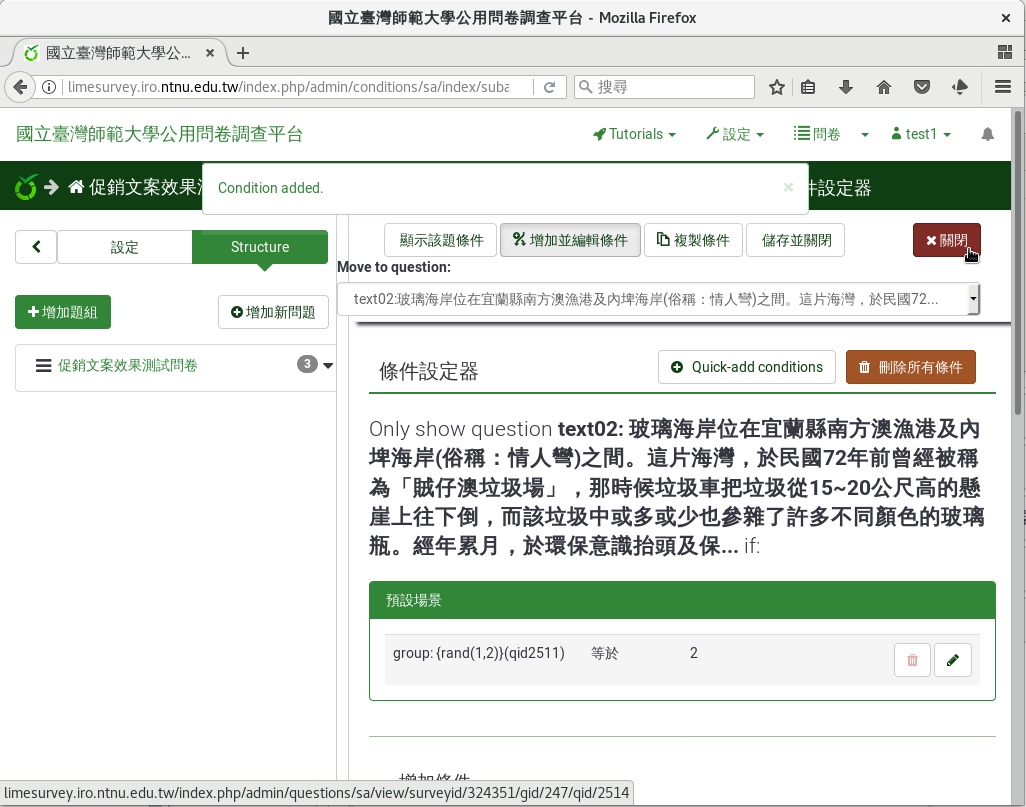 國立臺灣師範大學公用問卷調查平台 - Mozilla Firefox
國立臺灣師範大學公...
limesurvey.iro.ntnu.edu.tw/index.php/admin/conditions/sa/index/suba
搜尋
國立臺灣師範大學公用問卷調查平台
Tutorials
設定
問卷
test1
促銷文案效果
Condition added.
件設定器
設定
Structure
顯示該題條件
增加並編輯條件
複製條件
儲存並關閉
關閉
Move to question:
text02:玻璃海岸位在宜蘭縣南方澳漁港及內埤海岸(俗稱：情人彎)之間。這片海灣，於民國72...
增加題組
增加新問題
促銷文案效果測試問卷
3
條件設定器
Quick-add conditions
刪除所有條件
Only show question text02: 玻璃海岸位在宜蘭縣南方澳漁港及內
埤海岸(俗稱：情人彎)之間。這片海灣，於民國72年前曾經被稱
為「賊仔澳垃圾場」，那時候垃圾車把垃圾從15~20公尺高的懸
崖上往下倒，而該垃圾中或多或少也參雜了許多不同顏色的玻璃
瓶。經年累月，於環保意識抬頭及保... if:
預設場景
group: {rand(1,2)}(qid2511)
等於
2
增加條件
limesurvey.iro.ntnu.edu.tw/index.php/admin/questions/sa/view/surveyid/324351/gid/247/qid/2514